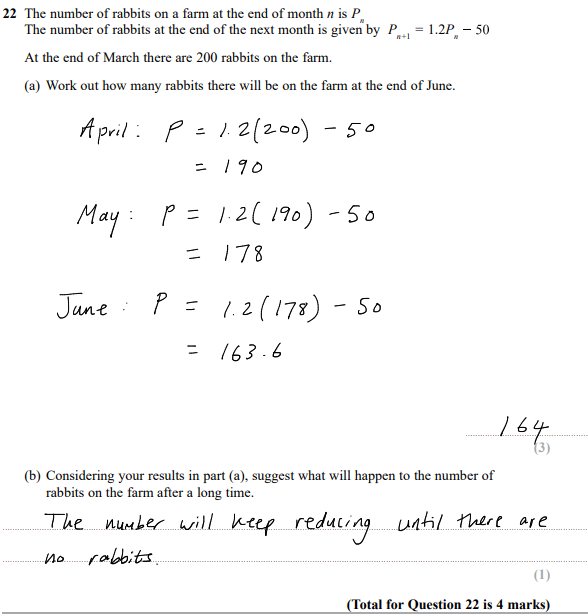 22 The number of rabbits on a farm at the end of month n is Pₙ
The number of rabbits at the end of the next month is given by Pₙ₊₁ = 1.2Pₙ − 50
At the end of March there are 200 rabbits on the farm.
(a) Work out how many rabbits there will be on the farm at the end of June.
April : P = 1.2(200) − 50
= 190
May : P = 1.2(190) − 50
= 178
June : P = 1.2(178) − 50
= 163.6
164
(3)
(b) Considering your results in part (a), suggest what will happen to the number of
rabbits on the farm after a long time.
The number will keep reducing until there are
no rabbits.
(1)
(Total for Question 22 is 4 marks)